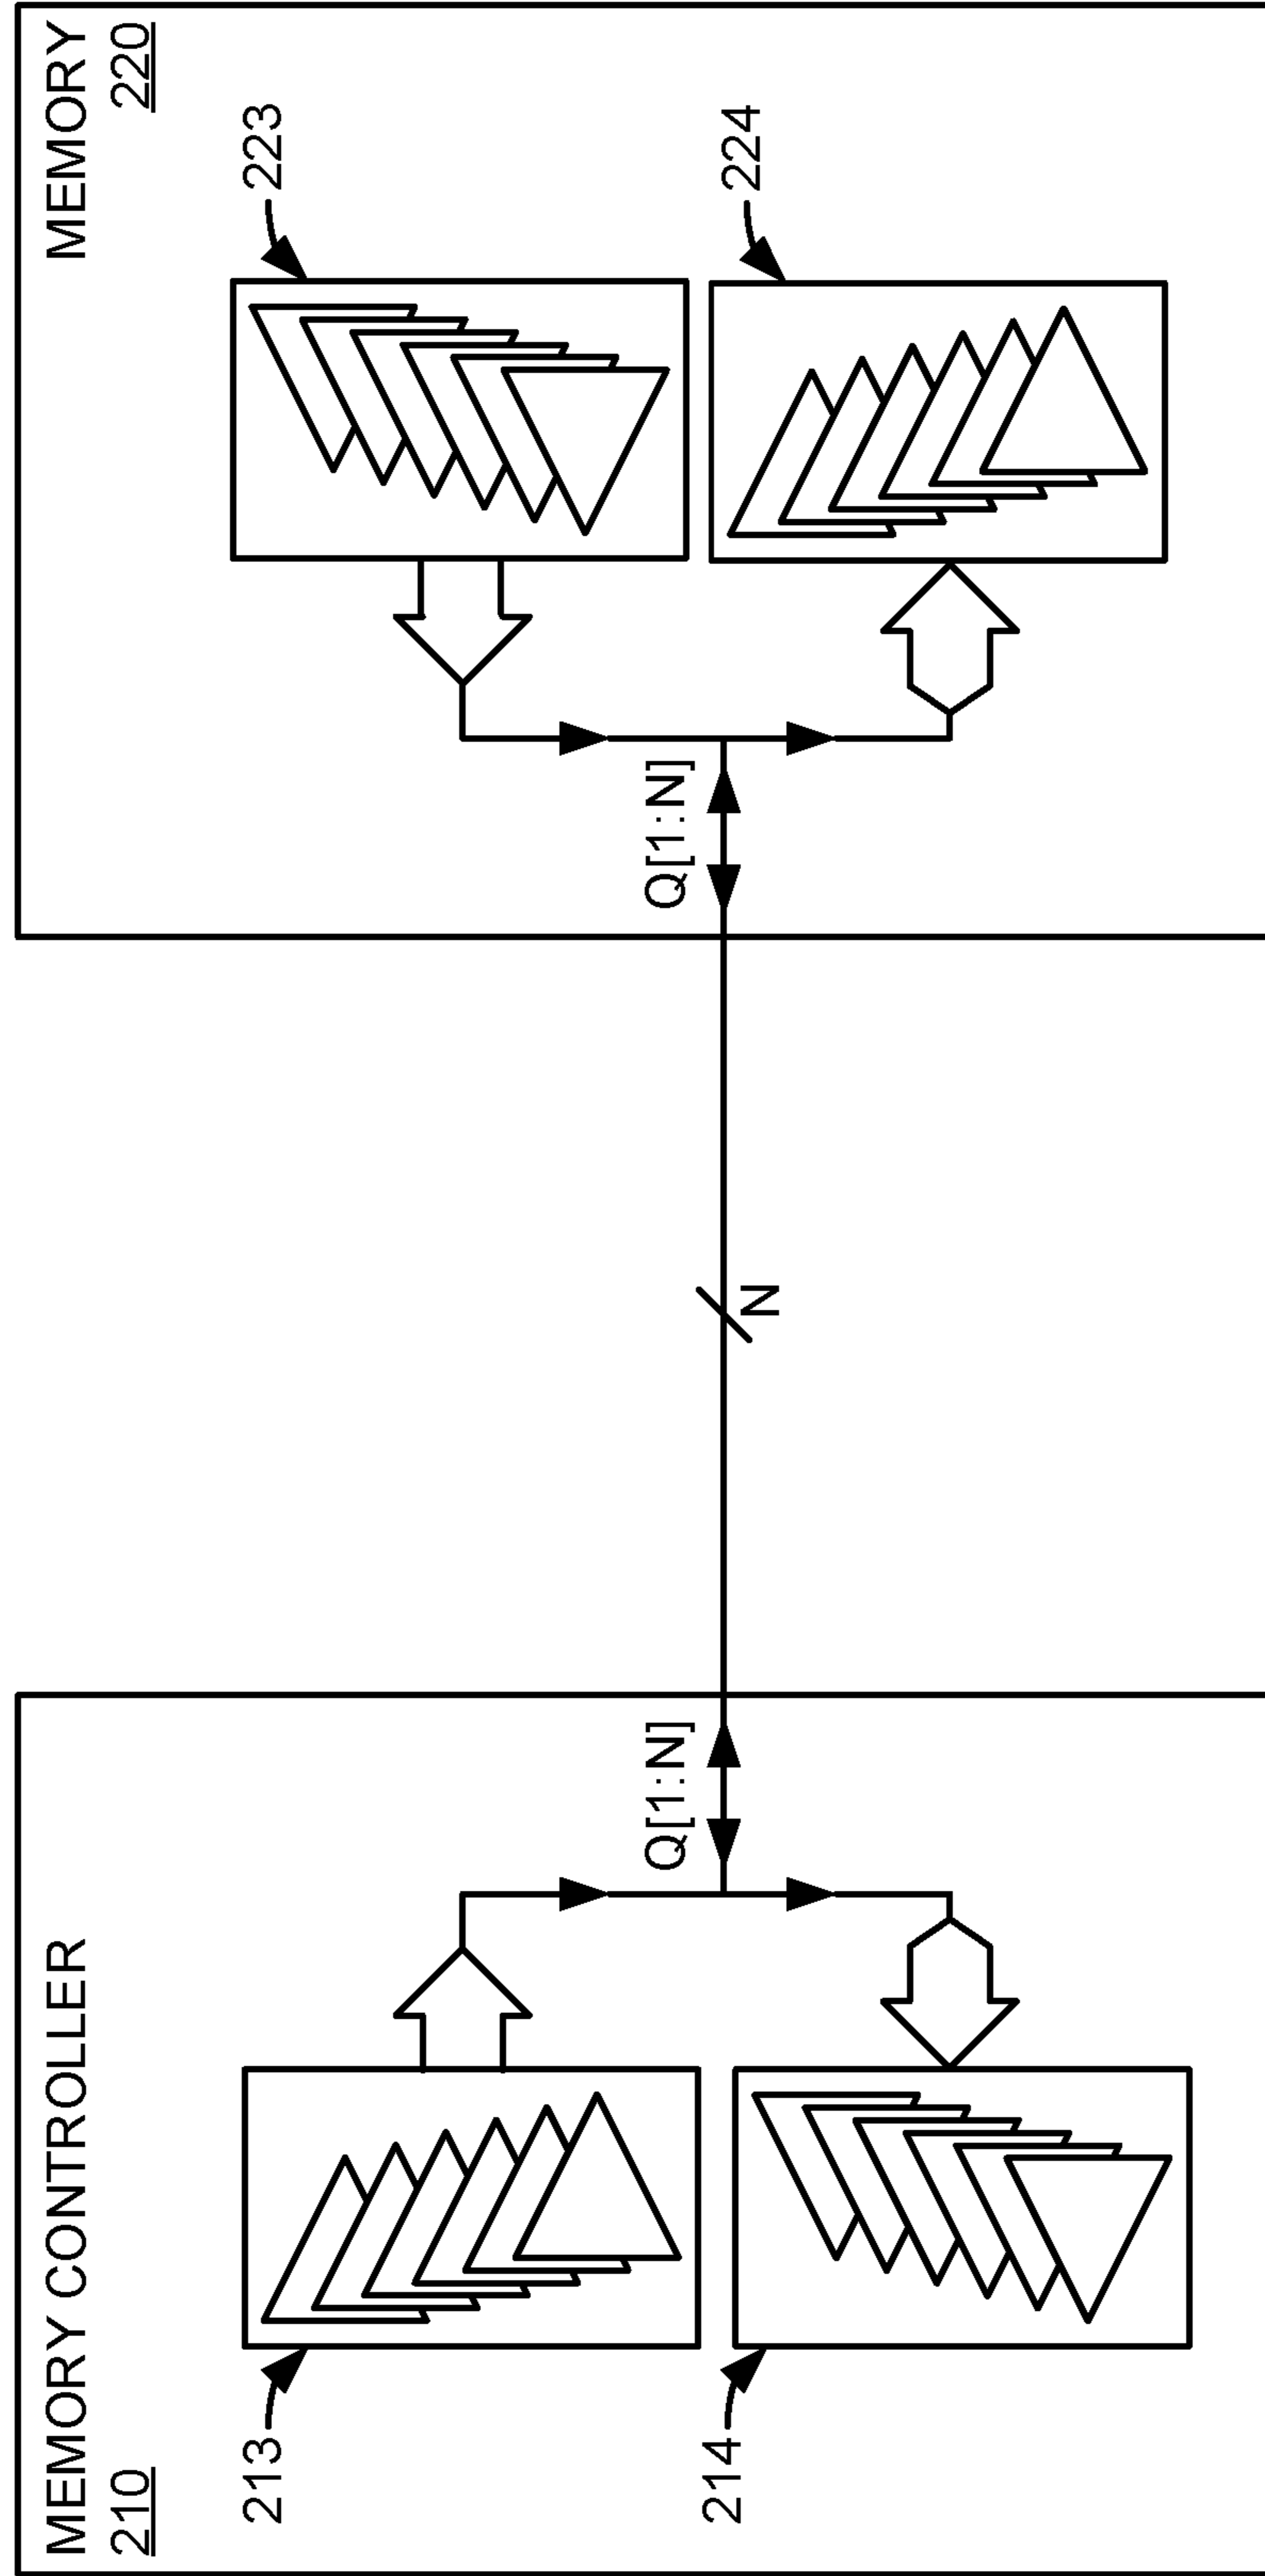 MEMORY CONTROLLER
210
213
214
Q[1:N]
N
MEMORY
220
223
224
Q[1:N]